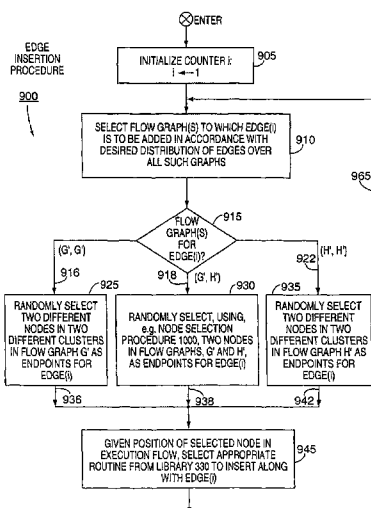 ENTER
EDGE
INSERTION
PROCEDURE
900
INITIALIZE COUNTER i:
i ← 1
905
SELECT FLOW GRAPH(S) TO WHICH EDGE(i)
IS TO BE ADDED IN ACCORDANCE WITH
DESIRED DISTRIBUTION OF EDGES OVER
ALL SUCH GRAPHS
910
965
915
FLOW
GRAPH(S)
FOR
EDGE(i)?
(G', G')
916
918
(G', H')
(H', H')
922
925
RANDOMLY SELECT
TWO DIFFERENT
NODES IN TWO
DIFFERENT CLUSTERS
IN FLOW GRAPH G' AS
ENDPOINTS FOR
EDGE(i)
930
RANDOMLY SELECT, USING,
e.g. NODE SELECTION
PROCEDURE 1000, TWO NODES
IN FLOW GRAPHS, G' AND H',
AS ENDPOINTS FOR EDGE(i)
935
RANDOMLY SELECT
TWO DIFFERENT
NODES IN TWO
DIFFERENT CLUSTERS
IN FLOW GRAPH H' AS
ENDPOINTS FOR
EDGE(i)
936
938
942
GIVEN POSITION OF SELECTED NODE IN
EXECUTION FLOW, SELECT APPROPRIATE
ROUTINE FROM LIBRARY 330 TO INSERT ALONG
WITH EDGE(i)
945